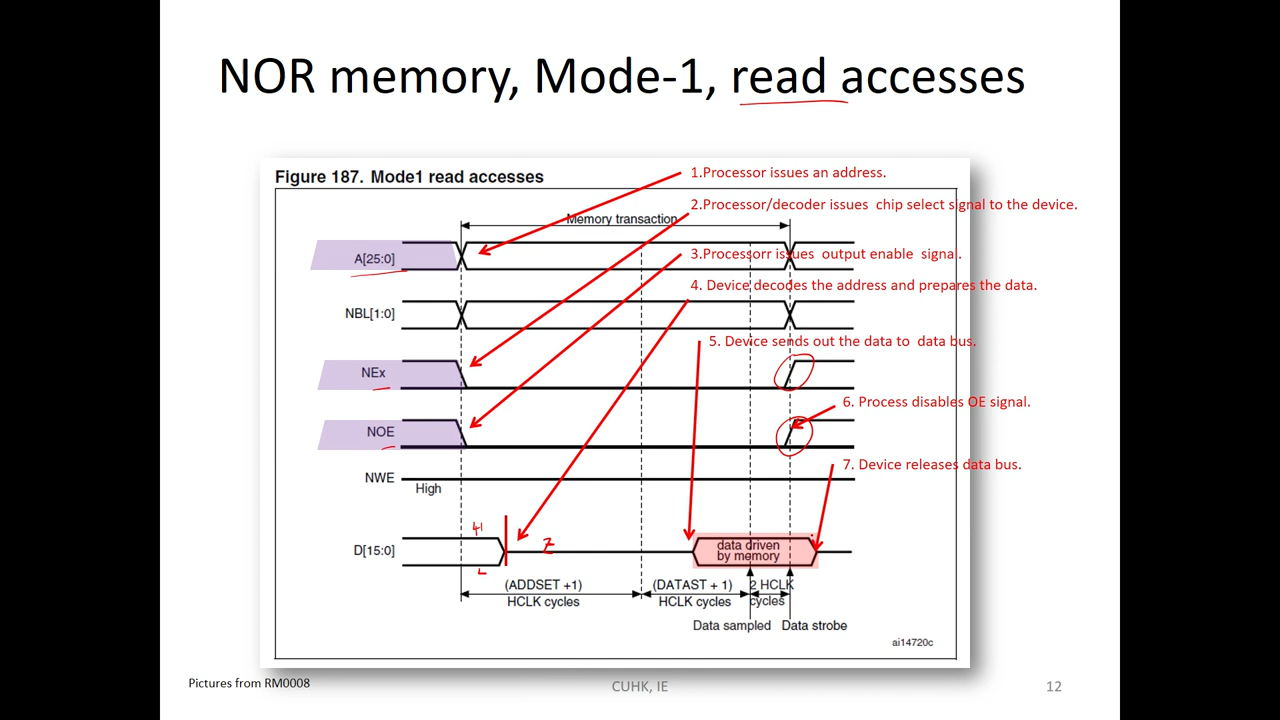 NOR memory, Mode-1, read accesses
Figure 187. Mode1 read accesses
1.Processor issues an address.
2.Processor/decoder issues chip select signal to the device.
Memory transaction
3.Processorr issues output enable signal.
A[25:0]
4. Device decodes the address and prepares the data.
NBL[1:0]
5. Device sends out the data to data bus.
NEx
6. Process disables OE signal.
NOE
7. Device releases data bus.
NWE
High
H
Z
D[15:0]
data driven
by memory
L
(ADDSET +1)
HCLK cycles
(DATAST + 1)
HCLK cycles
2 HCLK
cycles
Data sampled
Data strobe
ai14720c
Pictures from RM0008
CUHK, IE
12